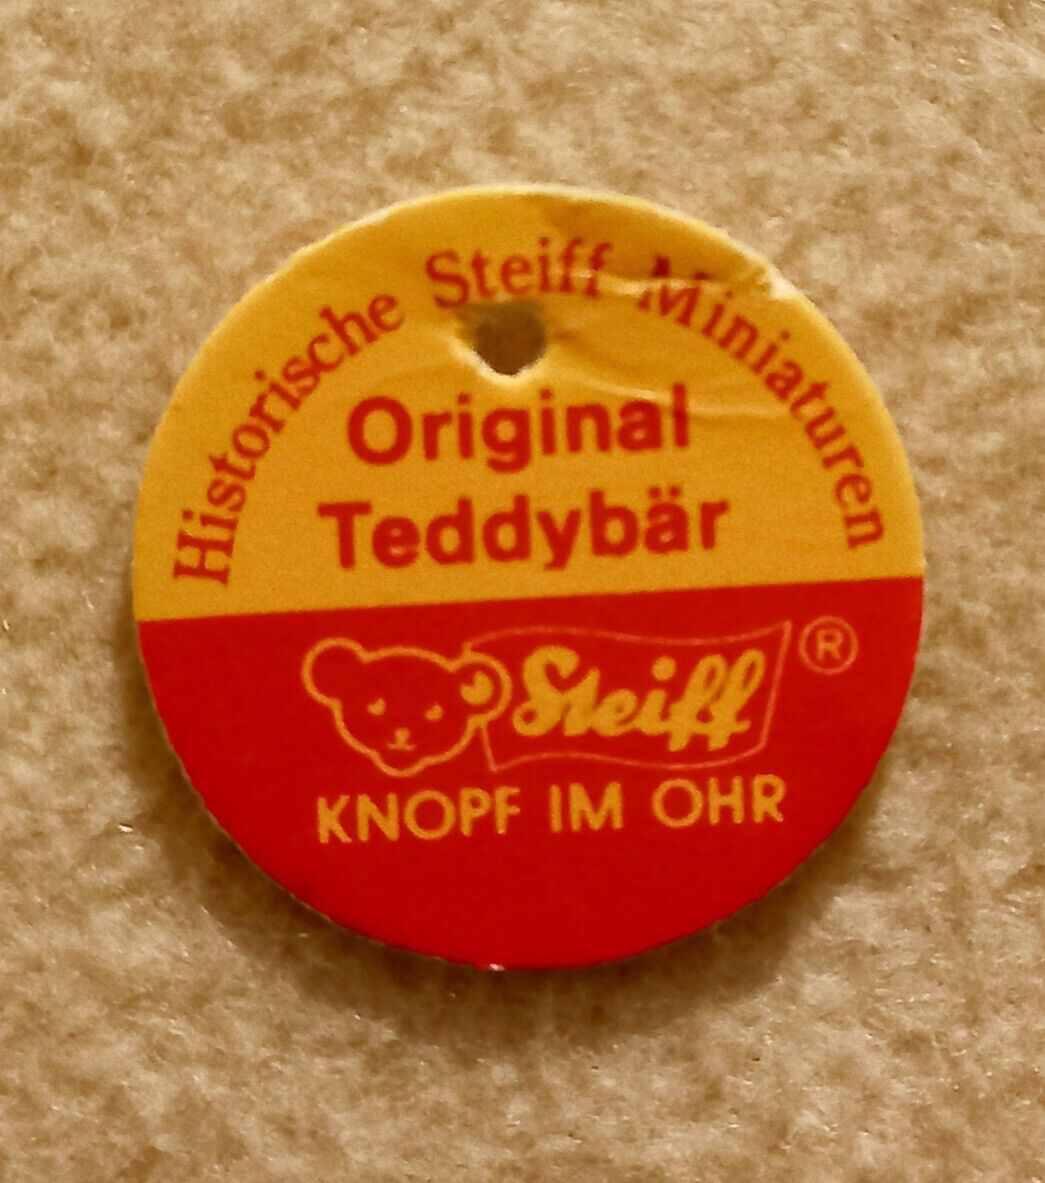 Historische Steiff Miniaturen
Original
Teddybär
Steiff ®
KNOPF IM OHR